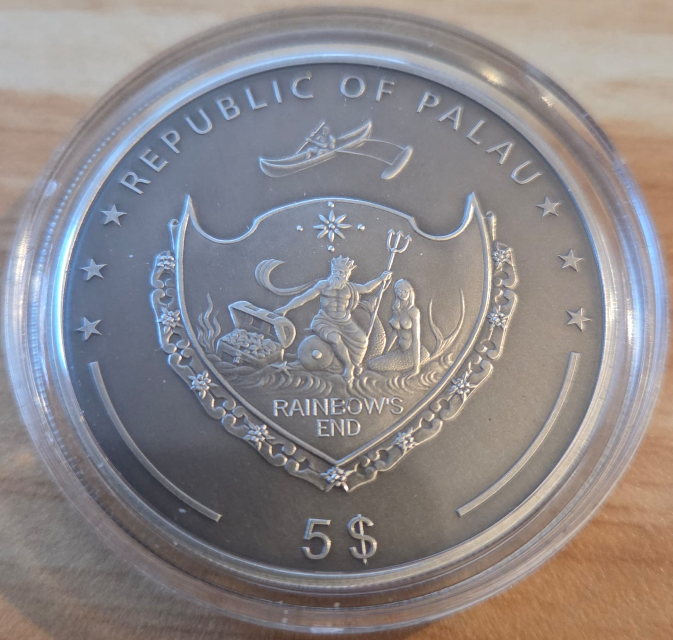 REPUBLIC OF PALAU
RAINBOW'S
END
5 $